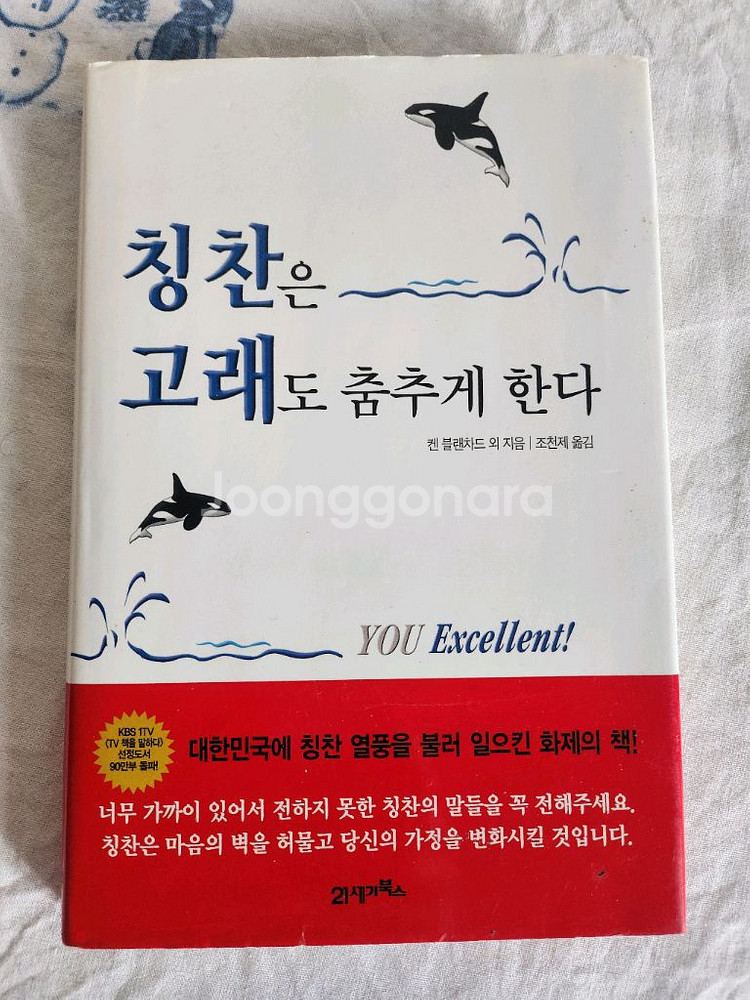 칭찬은
고래도 춤추게 한다
켄 블랜차드 외 지음 | 조천제 옮김
joonggonara
YOU Excellent!
KBS 1TV
〈TV 책을 말하다〉
선정도서
90만부 돌파!
대한민국에 칭찬 열풍을 불러 일으킨 화제의 책!
너무 가까이 있어서 전하지 못한 칭찬의 말들을 꼭 전해주세요.
칭찬은 마음의 벽을 허물고 당신의 가정을 변화시킬 것입니다.
21세기북스